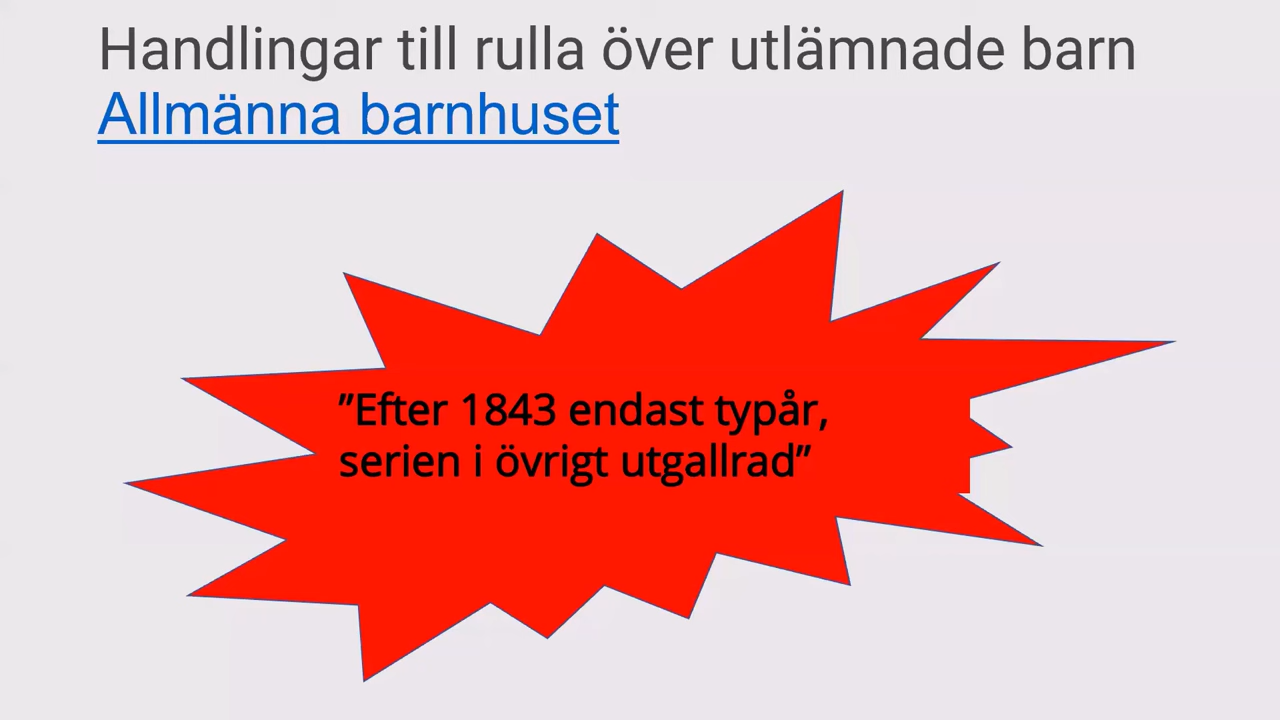 Handlingar till rulla över utlämnade barn
Allmänna barnhuset
”Efter 1843 endast typår,
serien i övrigt utgallrad”